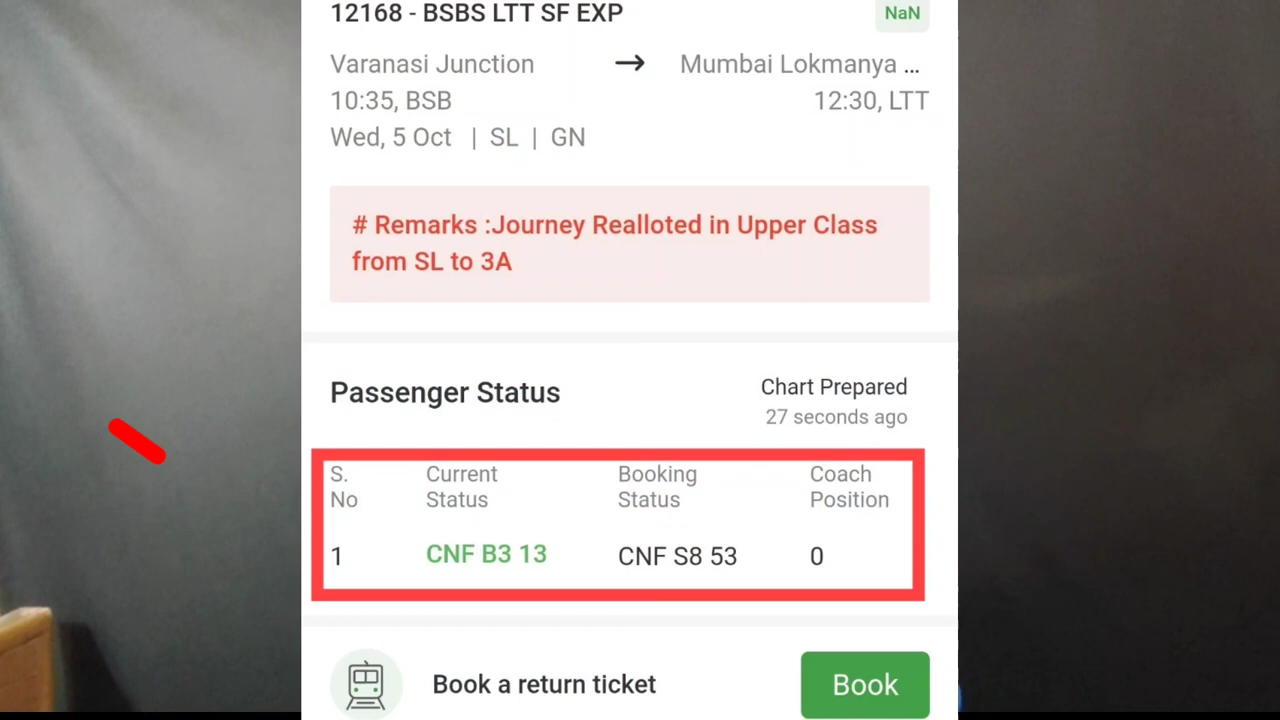 12168 - BSBS LTT SF EXP NaN
Varanasi Junction → Mumbai Lokmanya ...
10:35, BSB 12:30, LTT
Wed, 5 Oct | SL | GN
# Remarks :Journey Realloted in Upper Class
from SL to 3A
Passenger Status Chart Prepared
27 seconds ago
S. Current Booking Coach
No Status Status Position
1 CNF B3 13 CNF S8 53 0
Book a return ticket Book